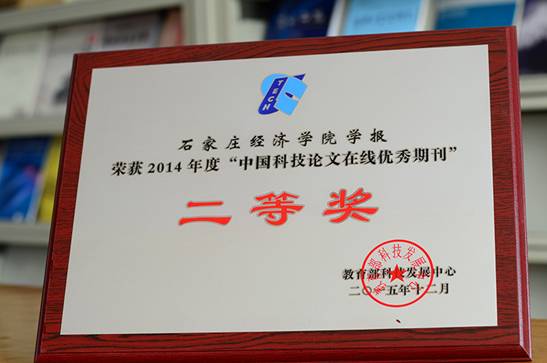 TECH
石家庄经济学院学报
荣获2014年度“中国科技论文在线优秀期刊”
二等奖
教育部科技发展中心
二〇一五年十二月